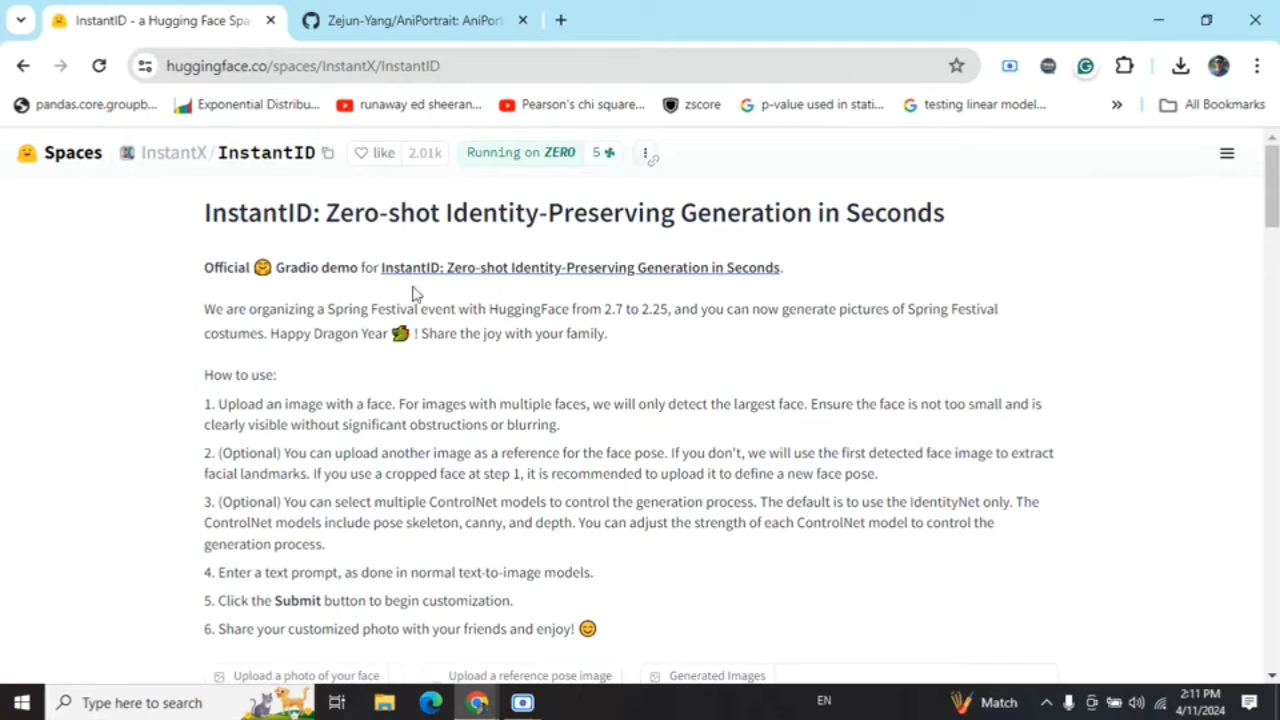 InstantID - a Hugging Face Spa
Zejun-Yang/AniPortrait: AniPor
huggingface.co/spaces/InstantX/InstantID
pandas.core.groupb...
Exponential Distribu...
runaway ed sheeran...
Pearson's chi square...
zscore
p-value used in stati...
testing linear model...
All Bookmarks
Spaces InstantX/InstantID like 2.01k Running on ZERO 5
InstantID: Zero-shot Identity-Preserving Generation in Seconds
Official 🤗 Gradio demo for InstantID: Zero-shot Identity-Preserving Generation in Seconds.
We are organizing a Spring Festival event with HuggingFace from 2.7 to 2.25, and you can now generate pictures of Spring Festival
costumes. Happy Dragon Year 🐲 ! Share the joy with your family.
How to use:
1. Upload an image with a face. For images with multiple faces, we will only detect the largest face. Ensure the face is not too small and is
clearly visible without significant obstructions or blurring.
2. (Optional) You can upload another image as a reference for the face pose. If you don't, we will use the first detected face image to extract
facial landmarks. If you use a cropped face at step 1, it is recommended to upload it to define a new face pose.
3. (Optional) You can select multiple ControlNet models to control the generation process. The default is to use the IdentityNet only. The
ControlNet models include pose skeleton, canny, and depth. You can adjust the strength of each ControlNet model to control the
generation process.
4. Enter a text prompt, as done in normal text-to-image models.
5. Click the Submit button to begin customization.
6. Share your customized photo with your friends and enjoy! 😊
Upload a photo of your face
Upload a reference pose image
Generated Images
Type here to search
EN
Match
2:11 PM
4/11/2024